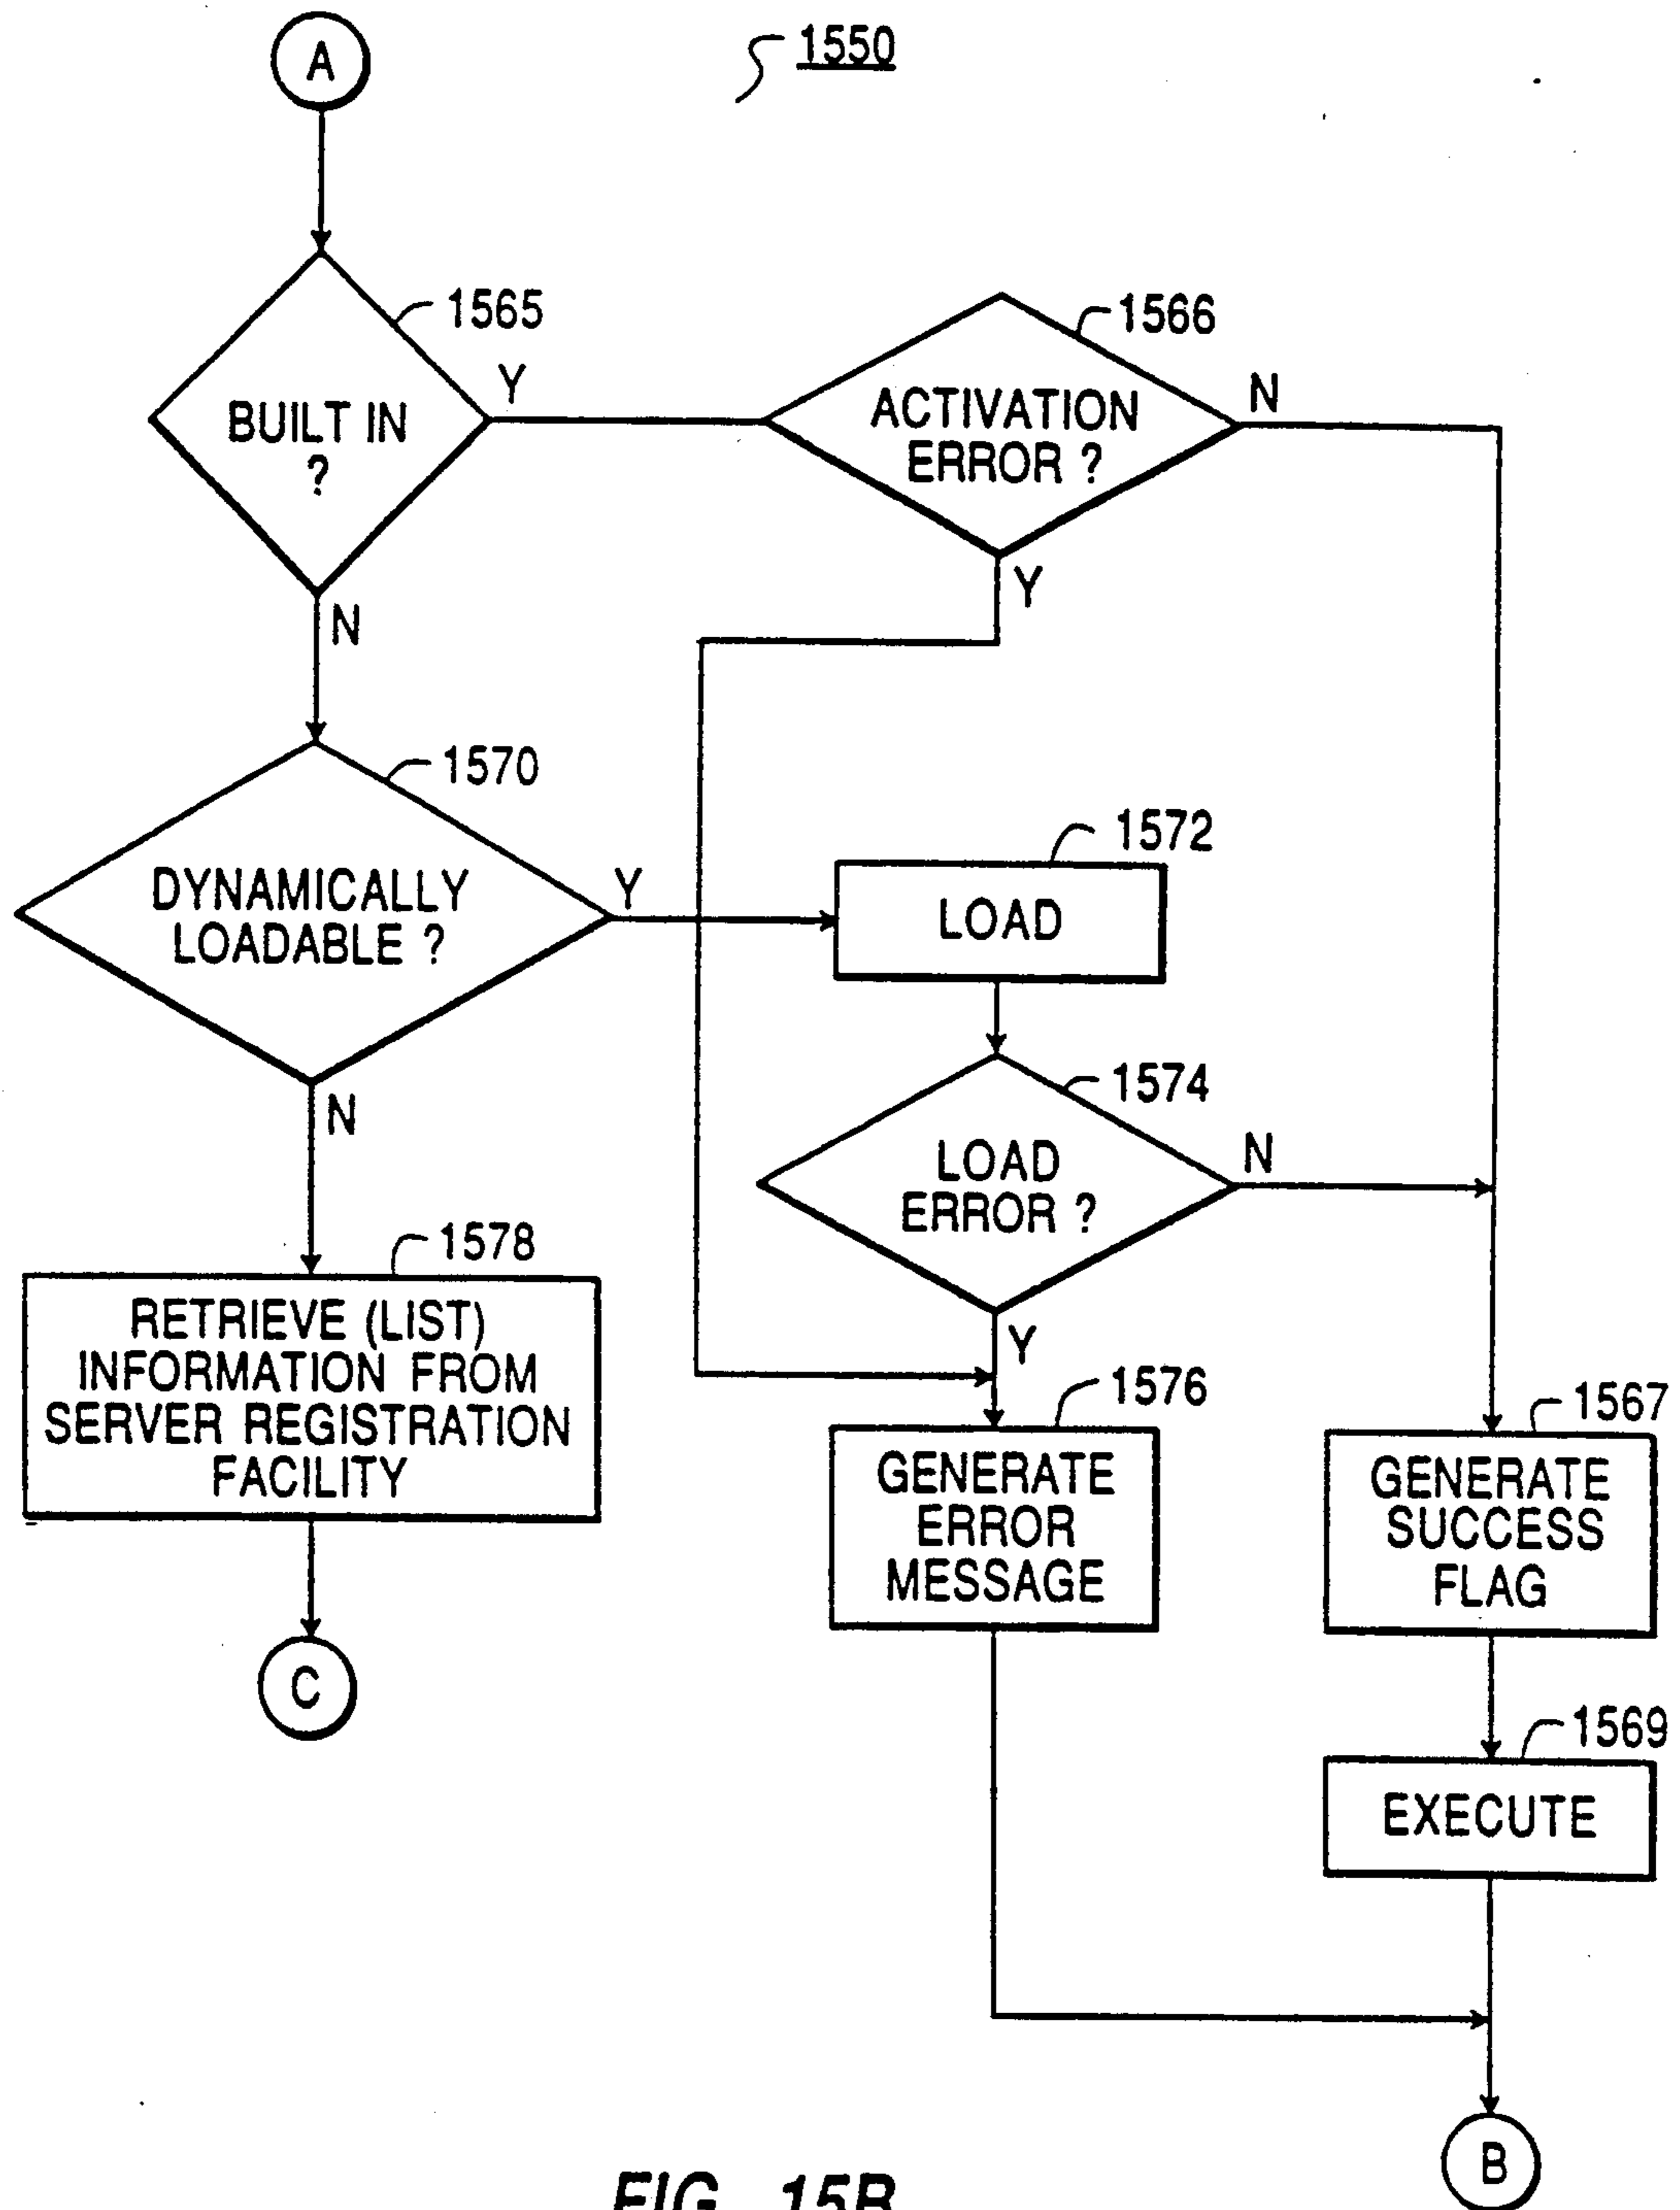 A
1550
1565
BUILT IN
?
Y
N
1566
ACTIVATION
ERROR ?
N
Y
1570
DYNAMICALLY
LOADABLE ?
Y
N
1572
LOAD
1574
LOAD
ERROR ?
N
Y
1578
RETRIEVE (LIST)
INFORMATION FROM
SERVER REGISTRATION
FACILITY
C
1576
GENERATE
ERROR
MESSAGE
1567
GENERATE
SUCCESS
FLAG
1569
EXECUTE
B
FIG. 15B